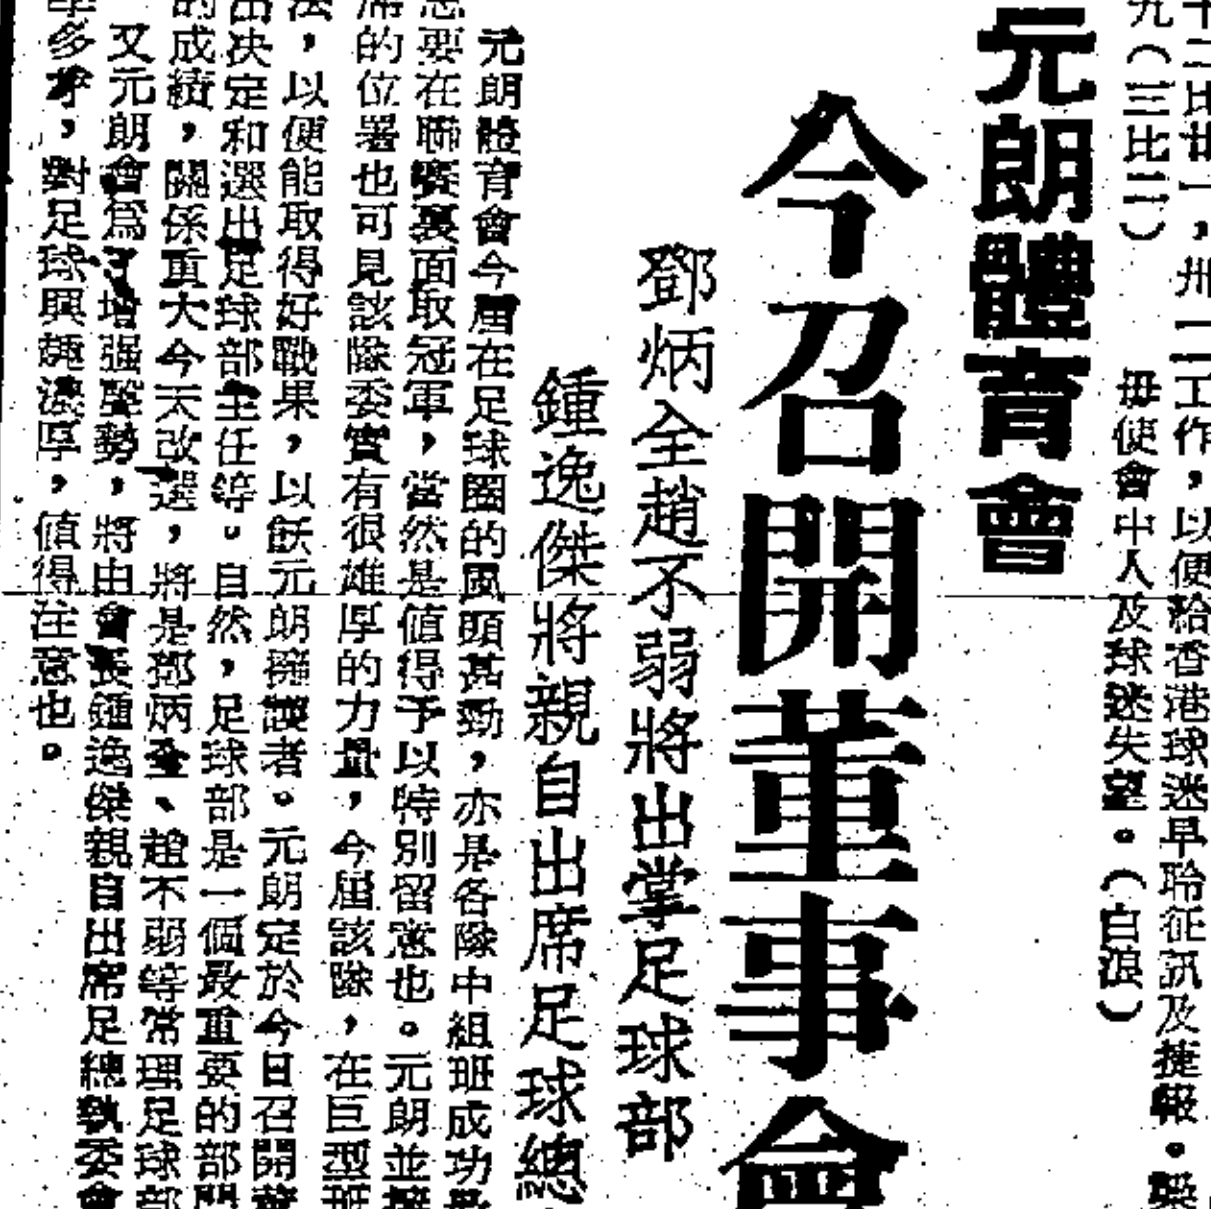 十二比卅一，卅一
九（三比二）
工作，以便給香港球迷早聆征訊及捷報。
毋使會中人及球迷失望。（白浪）
元朗體育會
今召開董事會
鄧炳全趙不弱將出掌足球部
鍾逸傑將親自出席足球總
元朗體育會今屆在足球圈的風頭甚勁，亦是各隊中組班成功最
要在聯賽裏面取冠軍，當然是值得予以特別留意也。元朗並擁
席的位署也可見該隊委實有很雄厚的力量，今屆該隊，在巨型班
法，以便能取得好戰果，以飫元朗擁護者。元朗定於今日召開董
出决定和選出足球部主任等。自然，足球部是一個最重要的部門
的成績，關係重大今天改選，將是鄧炳全、趙不弱等常理足球部
又元朗會爲了增强聲勢，將由會長鍾逸傑親自出席足總執委會
多才，對足球興趣濃厚，値得注意也。